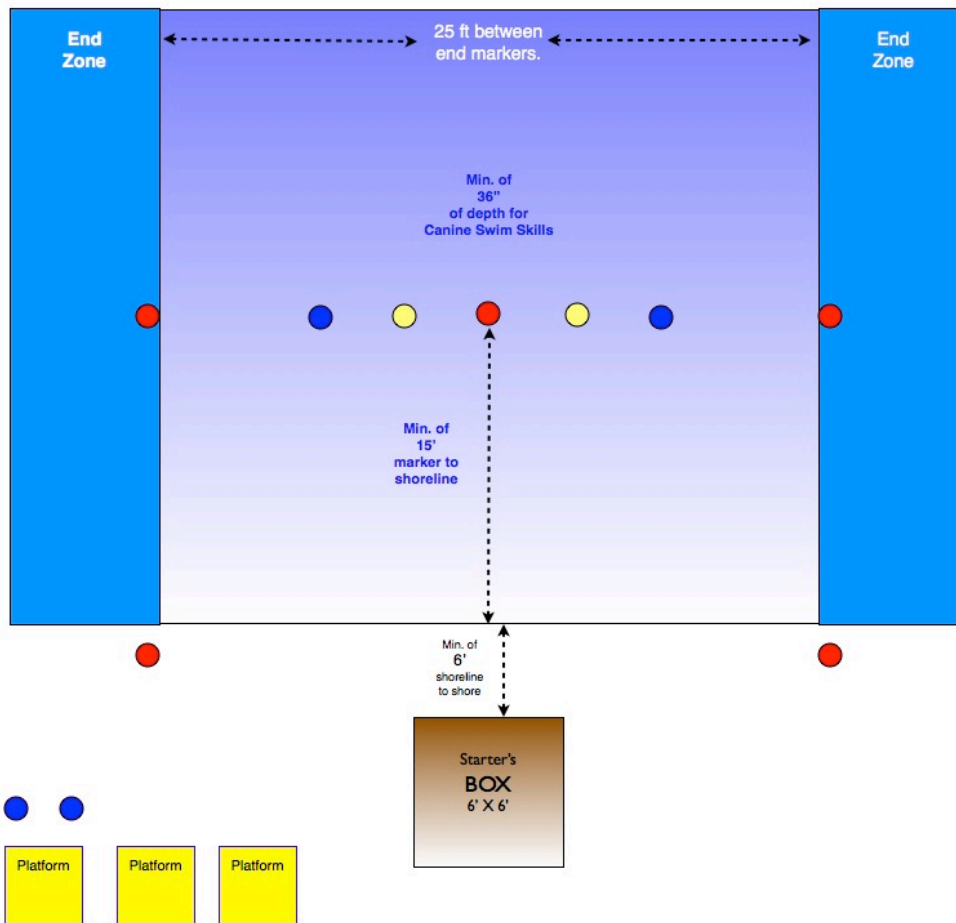 End
Zone
25 ft between
end markers.
End
Zone
Min. of
36"
of depth for
Canine Swim Skills
Min. of
15'
marker to
shoreline
Min. of
6'
shoreline
to shore
Starter's
BOX
6' X 6'
Platform
Platform
Platform